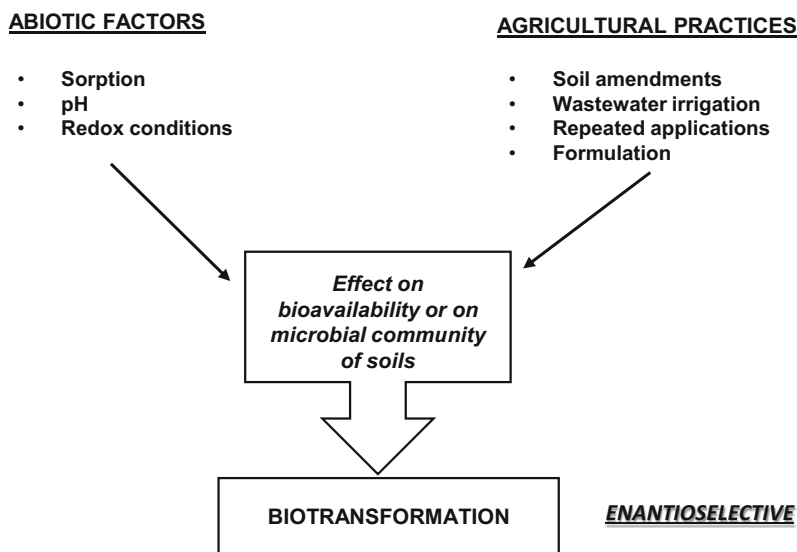 ABIOTIC FACTORS
• Sorption
• pH
• Redox conditions
AGRICULTURAL PRACTICES
• Soil amendments
• Wastewater irrigation
• Repeated applications
• Formulation
Effect on
bioavailability or on
microbial community
of soils
BIOTRANSFORMATION
ENANTIOSELECTIVE